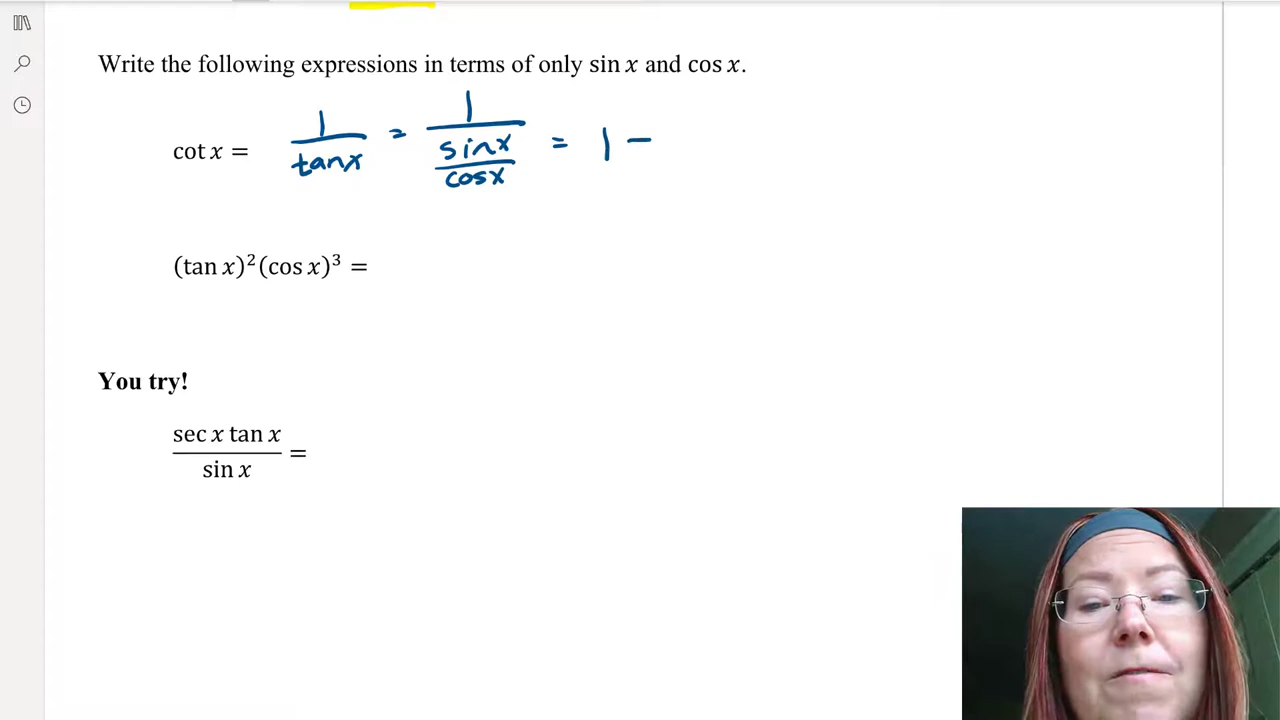 Write the following expressions in terms of only sin x and cos x.
cot x = 1/tanx = 1/(sinx/cosx) = 1 −
(tan x)²(cos x)³ =
You try!
sec x tan x
sin x =